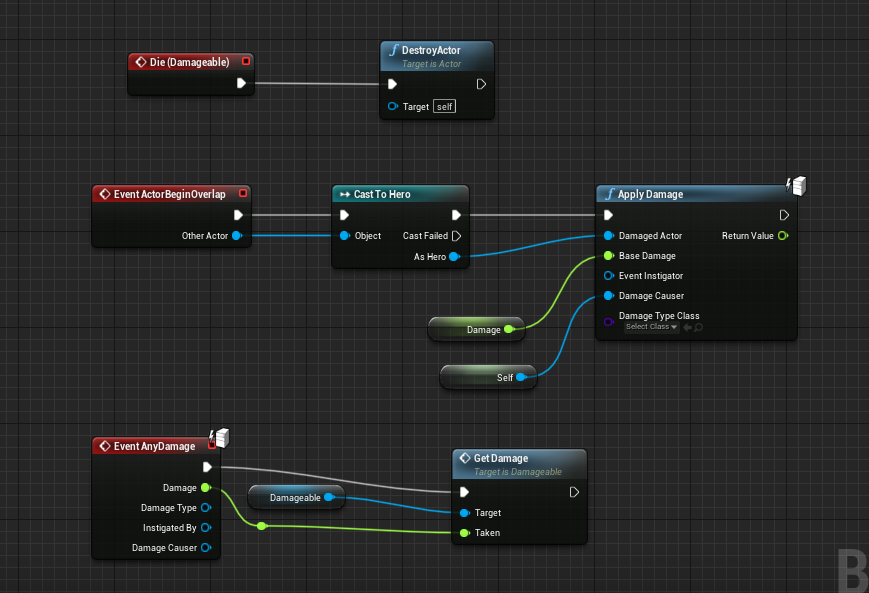 Die (Damageable)
DestroyActor
Target is Actor
Target self
Event ActorBeginOverlap
Other Actor
Cast To Hero
Object
Cast Failed
As Hero
Apply Damage
Damaged Actor
Return Value
Base Damage
Event Instigator
Damage Causer
Damage Type Class
Select Class
Damage
Self
Event AnyDamage
Damage
Damage Type
Instigated By
Damage Causer
Damageable
Get Damage
Target is Damageable
Target
Taken
B